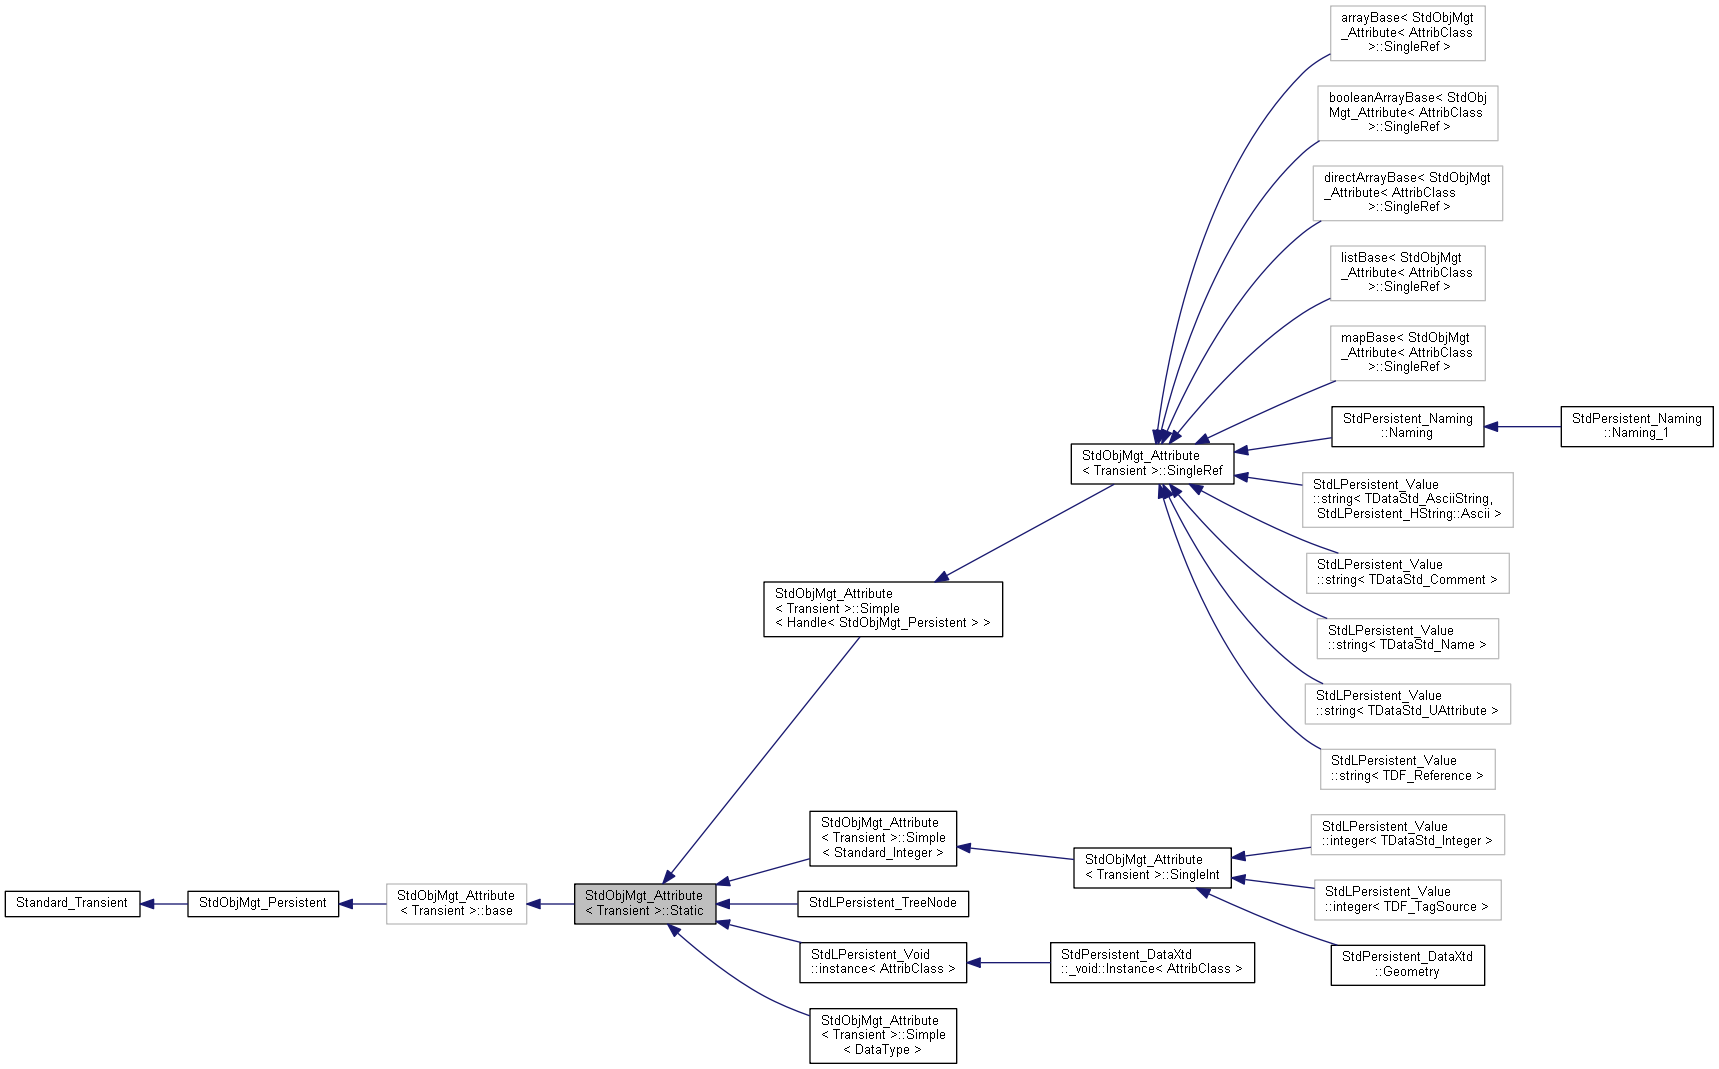 arrayBase< StdObjMgt
_Attribute< AttribClass
>::SingleRef >
booleanArrayBase< StdObj
Mgt_Attribute< AttribClass
>::SingleRef >
directArrayBase< StdObjMgt
_Attribute< AttribClass
>::SingleRef >
listBase< StdObjMgt
_Attribute< AttribClass
>::SingleRef >
mapBase< StdObjMgt
_Attribute< AttribClass
>::SingleRef >
StdPersistent_Naming
::Naming
StdPersistent_Naming
::Naming_1
StdObjMgt_Attribute
< Transient >::SingleRef
StdLPersistent_Value
::string< TDataStd_AsciiString,
StdLPersistent_HString::Ascii >
StdLPersistent_Value
::string< TDataStd_Comment >
StdObjMgt_Attribute
< Transient >::Simple
< Handle< StdObjMgt_Persistent > >
StdLPersistent_Value
::string< TDataStd_Name >
StdLPersistent_Value
::string< TDataStd_UAttribute >
StdLPersistent_Value
::string< TDF_Reference >
StdObjMgt_Attribute
< Transient >::Simple
< Standard_Integer >
StdLPersistent_Value
::integer< TDataStd_Integer >
StdObjMgt_Attribute
< Transient >::SingleInt
StdLPersistent_Value
::integer< TDF_TagSource >
Standard_Transient
StdObjMgt_Persistent
StdObjMgt_Attribute
< Transient >::base
StdObjMgt_Attribute
< Transient >::Static
StdLPersistent_TreeNode
StdLPersistent_Void
::instance< AttribClass >
StdPersistent_DataXtd
::_void::Instance< AttribClass >
StdPersistent_DataXtd
::Geometry
StdObjMgt_Attribute
< Transient >::Simple
< DataType >